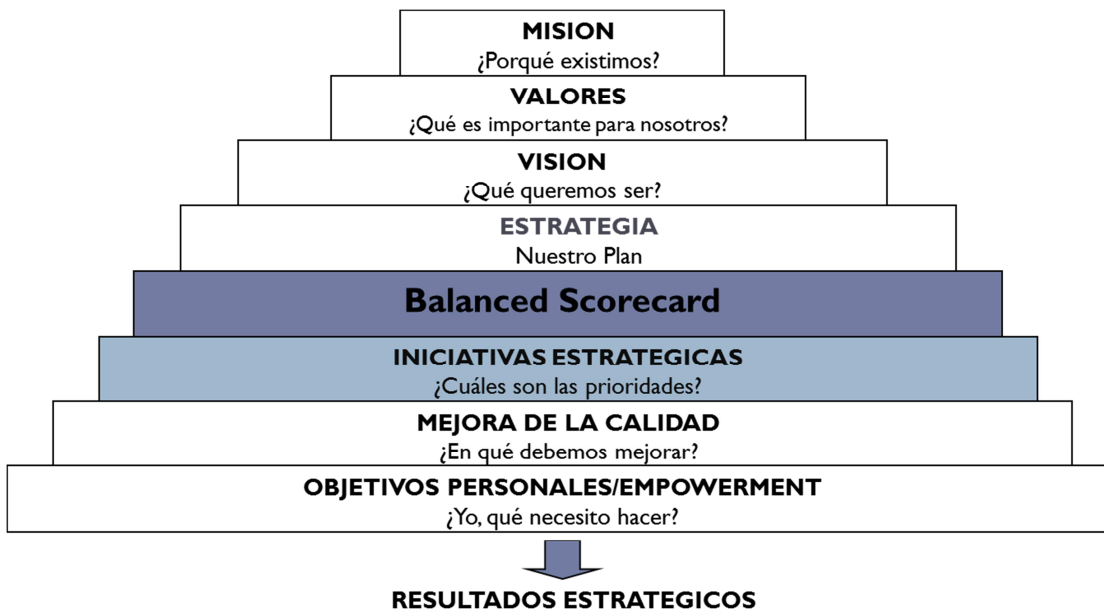 MISION
¿Porqué existimos?
VALORES
¿Qué es importante para nosotros?
VISION
¿Qué queremos ser?
ESTRATEGIA
Nuestro Plan
Balanced Scorecard
INICIATIVAS ESTRATEGICAS
¿Cuáles son las prioridades?
MEJORA DE LA CALIDAD
¿En qué debemos mejorar?
OBJETIVOS PERSONALES/EMPOWERMENT
¿Yo, qué necesito hacer?
RESULTADOS ESTRATEGICOS